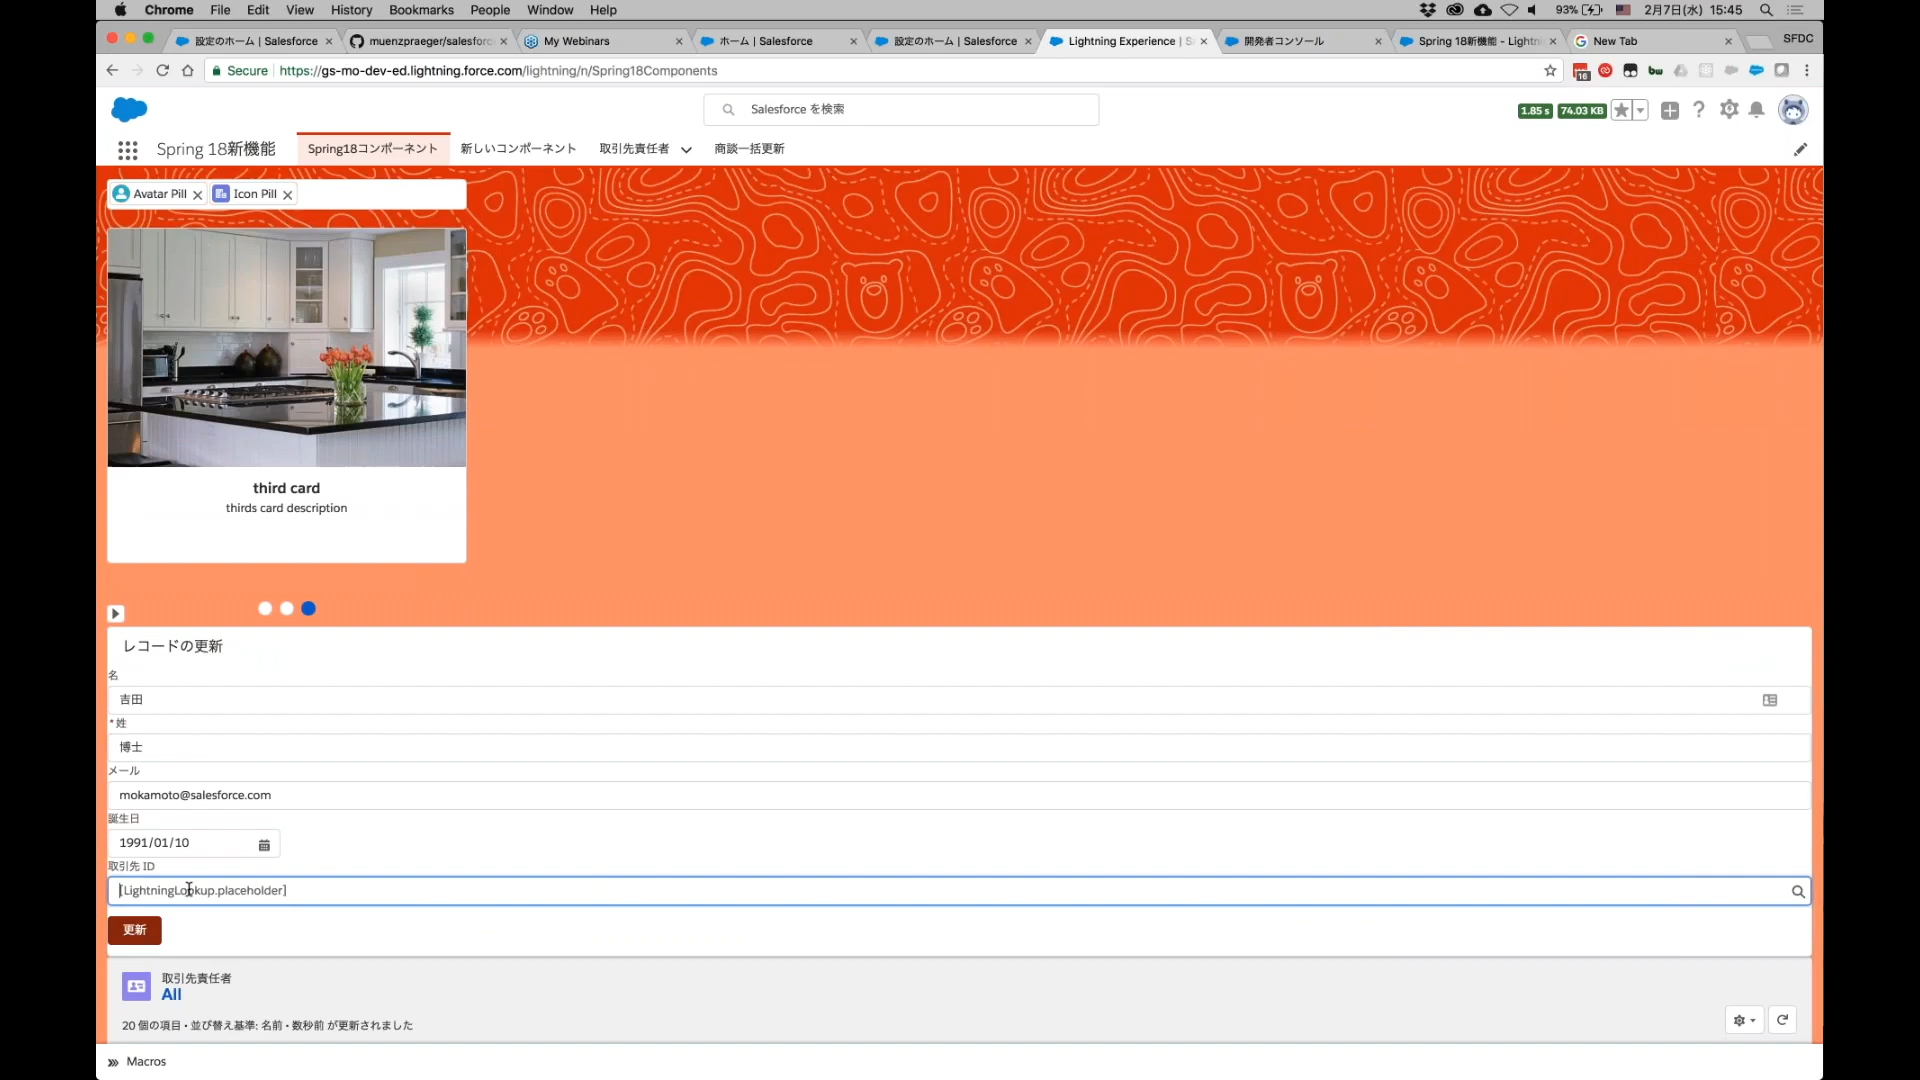 Chrome File Edit View History Bookmarks People Window Help
93% 2月7日(水) 15:45
設定のホーム | Salesforce
muenzpraeger/salesforc
My Webinars
ホーム | Salesforce
設定のホーム | Salesforce
Lightning Experience | S
開発者コンソール
Spring 18新機能 - Lightni
New Tab
SFDC
Secure https://gs-mo-dev-ed.lightning.force.com/lightning/n/Spring18Components
16
Salesforce を検索
1.85 s 74.03 KB
Spring 18新機能 Spring18コンポーネント 新しいコンポーネント 取引先責任者 商談一括更新
Avatar Pill Icon Pill
third card
thirds card description
レコードの更新
名
吉田
* 姓
博士
メール
mokamoto@salesforce.com
誕生日
1991/01/10
取引先 ID
[LightningLookup.placeholder]
更新
取引先責任者
All
20 個の項目 • 並び替え基準: 名前 • 数秒前 が更新されました
Macros